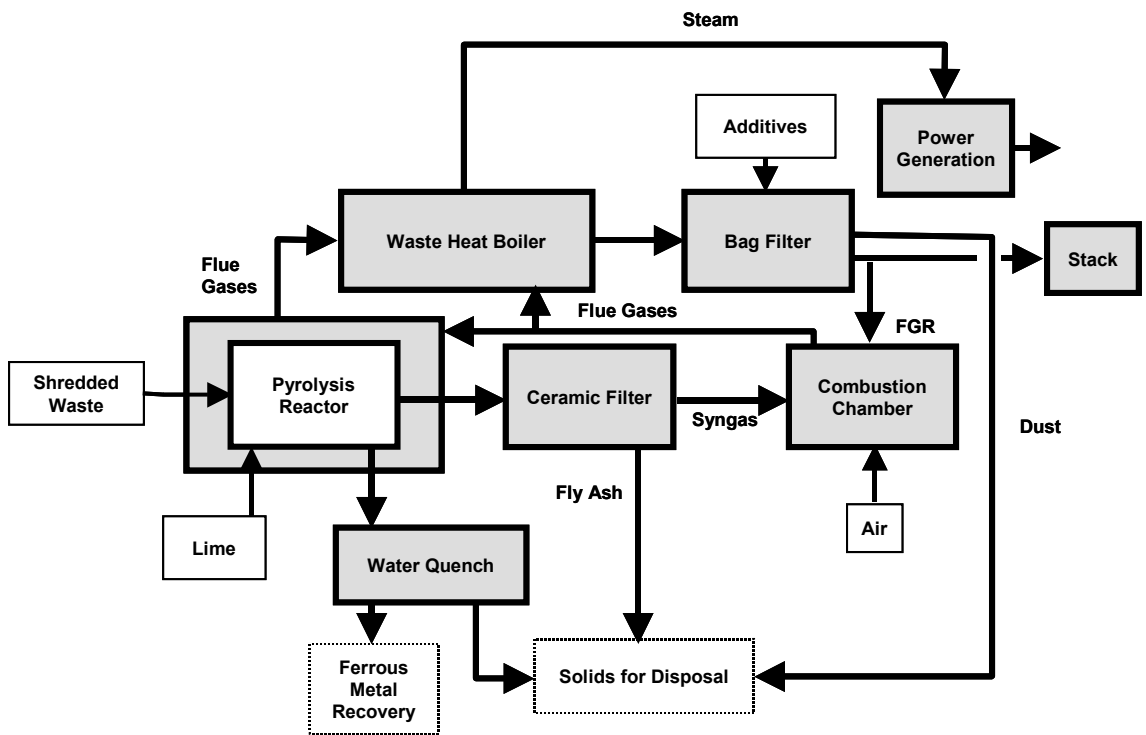 Steam
Additives
Power
Generation
Waste Heat Boiler
Bag Filter
Stack
Flue
Gases
Flue Gases
FGR
Shredded
Waste
Pyrolysis
Reactor
Ceramic Filter
Combustion
Chamber
Syngas
Dust
Fly Ash
Lime
Air
Water Quench
Ferrous
Metal
Recovery
Solids for Disposal